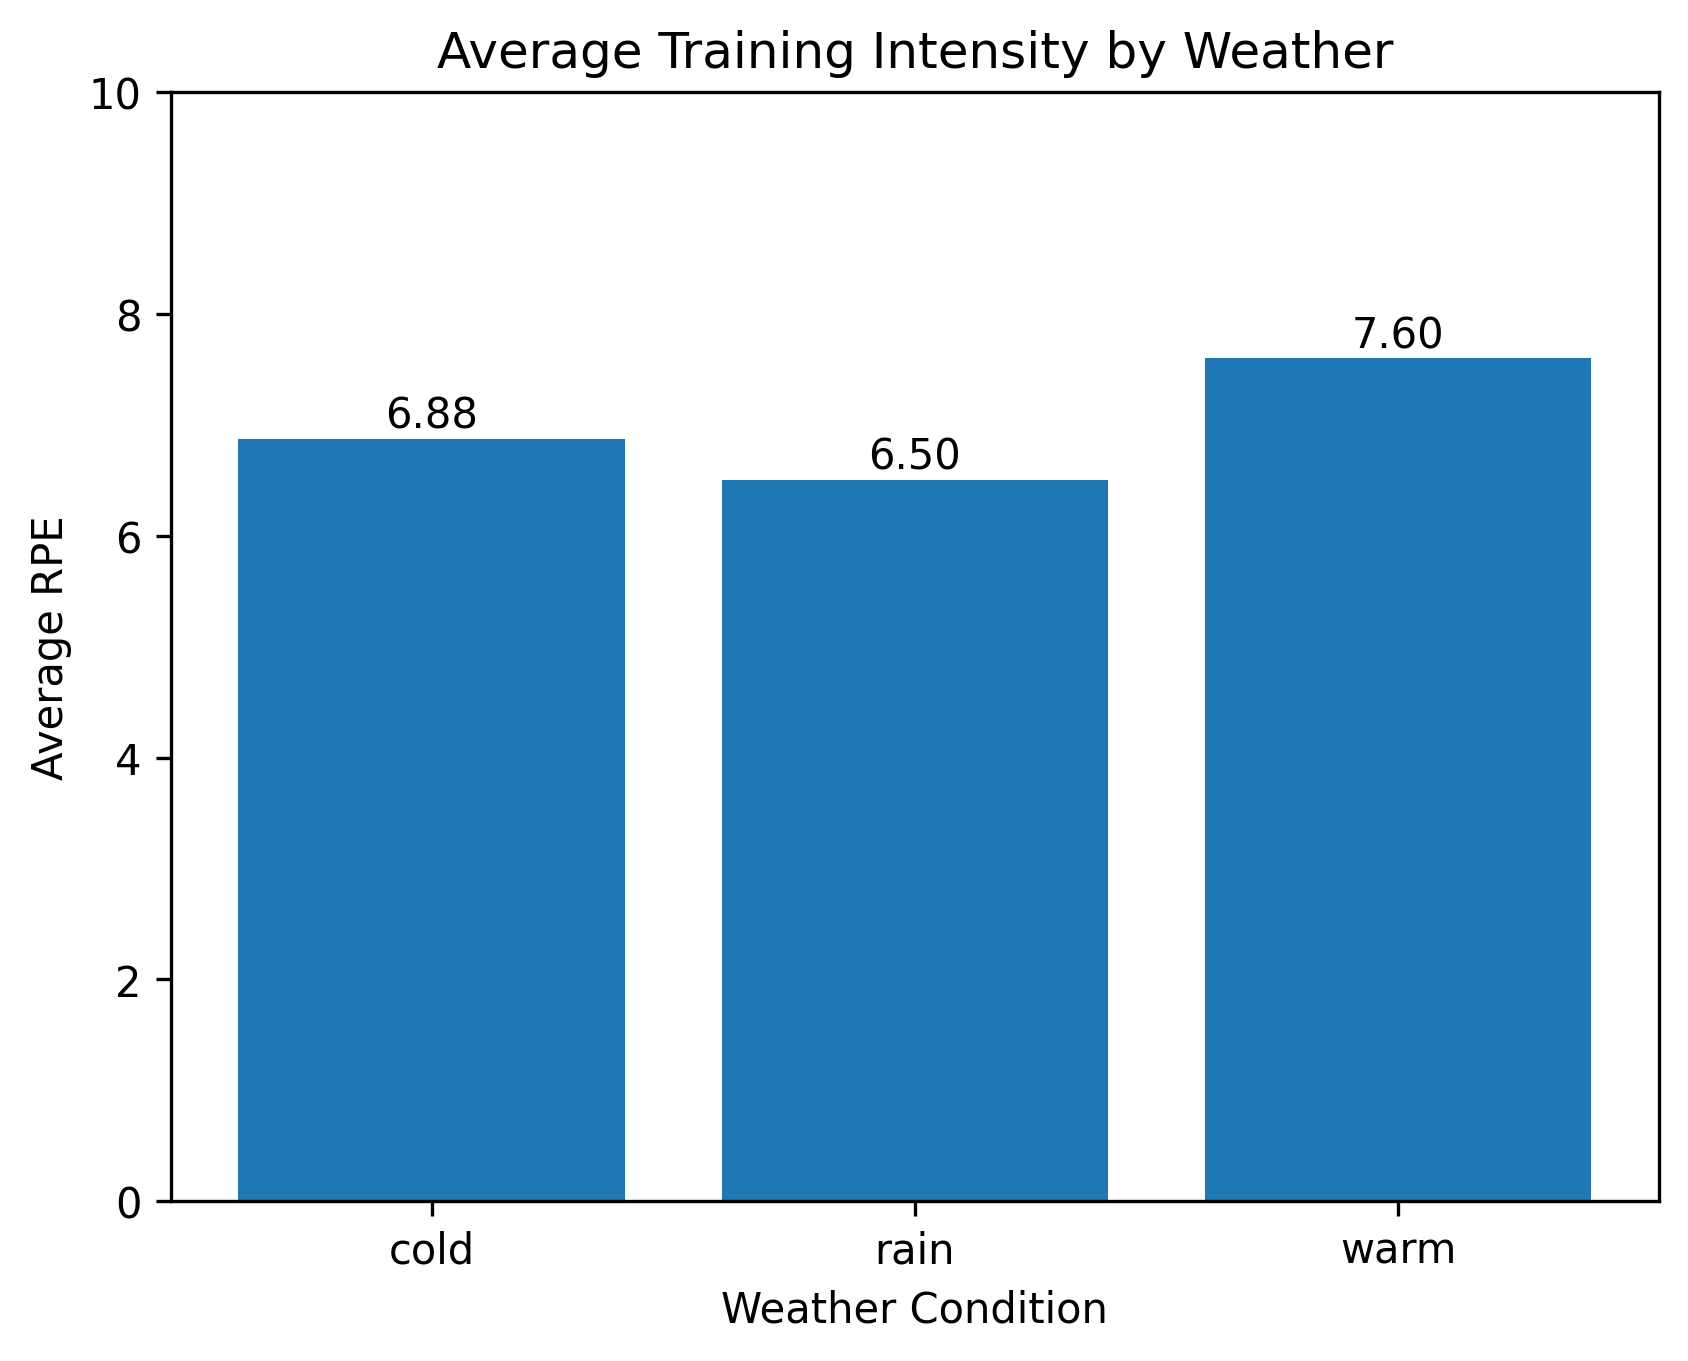 Average Training Intensity by Weather
10
8
6
4
2
0
Average RPE
6.88
6.50
7.60
cold
rain
warm
Weather Condition